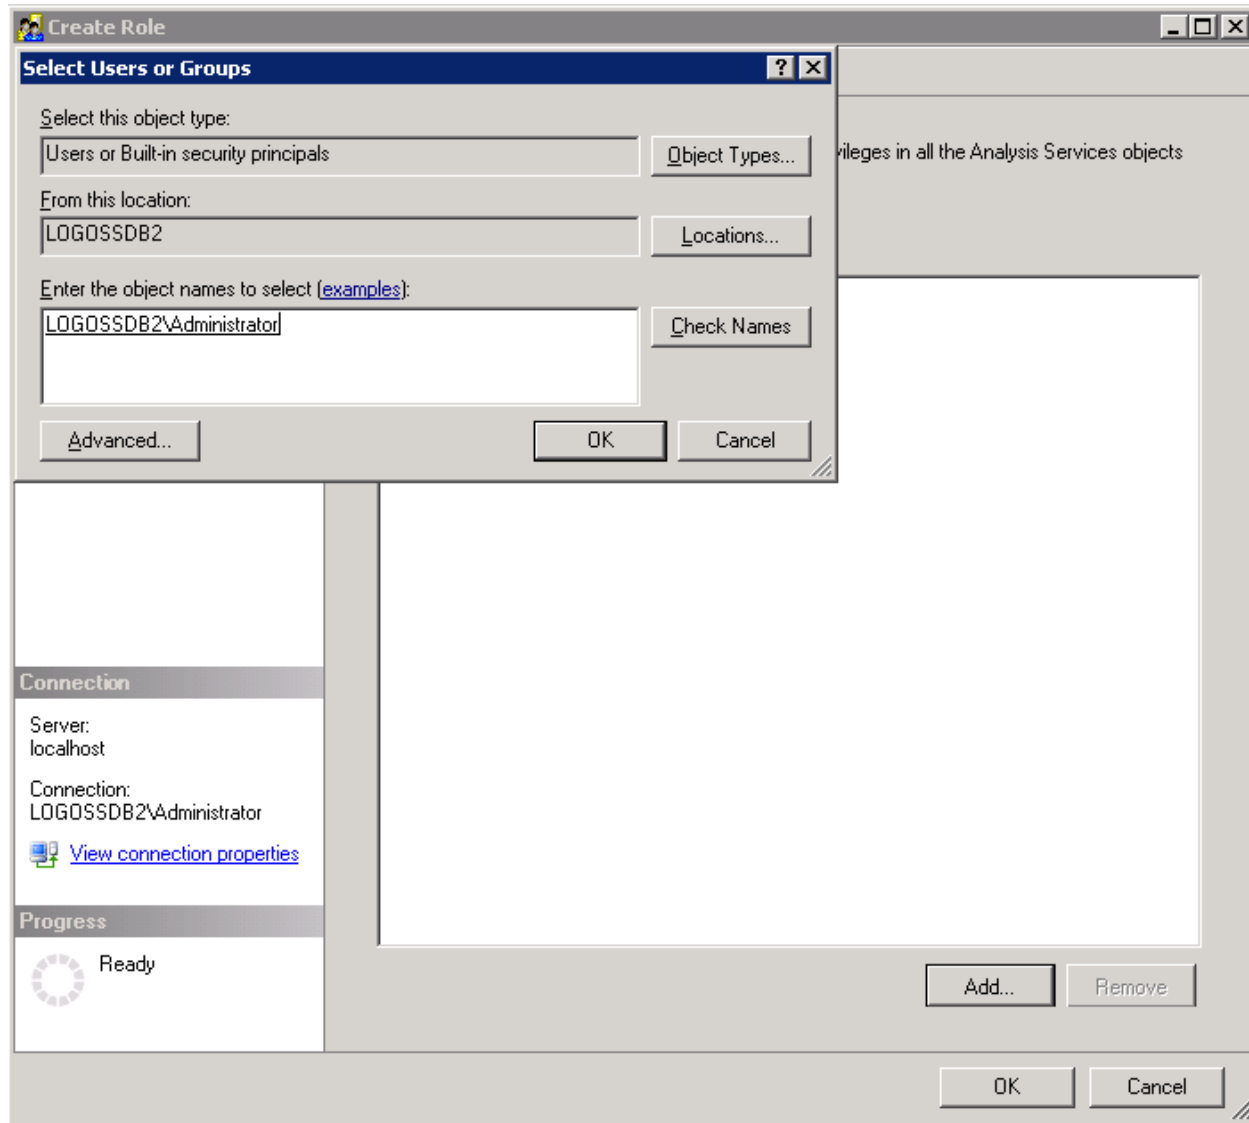 Create Role
Select Users or Groups
Select this object type:
Users or Built-in security principals
Object Types...
From this location:
LOGOSSDB2
Locations...
Enter the object names to select (examples):
LOGOSSDB2\Administrator
Check Names
Advanced...
OK
Cancel
vileges in all the Analysis Services objects
Connection
Server:
localhost
Connection:
LOGOSSDB2\Administrator
View connection properties
Progress
Ready
Add...
Remove
OK
Cancel